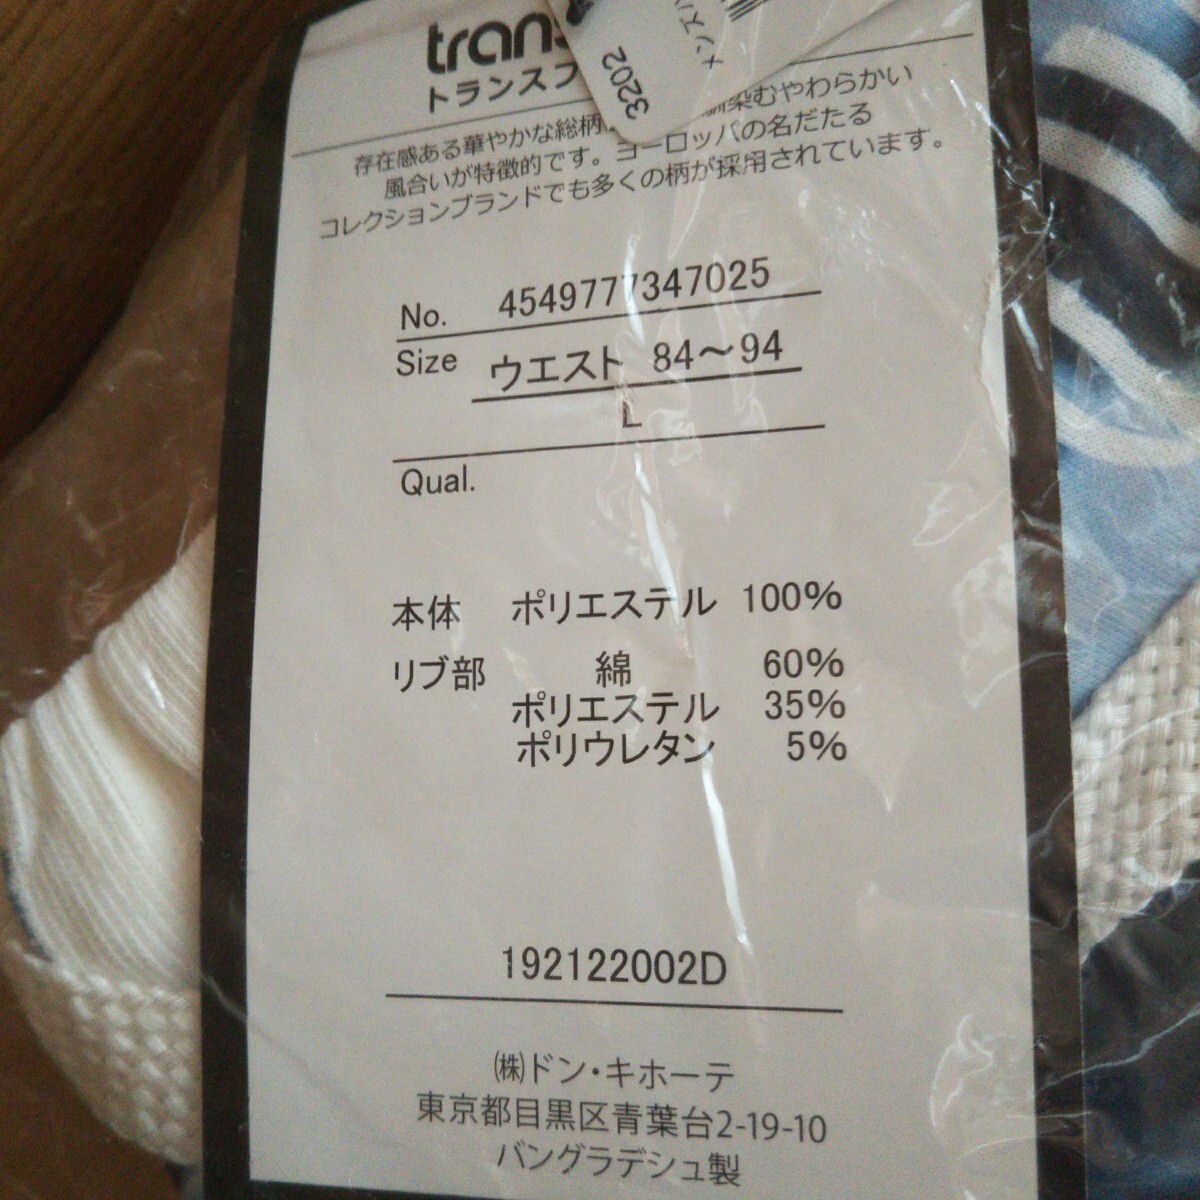 3202
メンズ
トランスフ
存在感ある華やかな総柄 馴染むやわらかい
風合いが特徴的です。ヨーロッパの名だたる
コレクションブランドでも多くの柄が採用されています。
No. 4549777347025
Size ウエスト 84～94
L
Qual.
本体 ポリエステル 100%
リブ部 綿 60%
ポリエステル 35%
ポリウレタン 5%
192122002D
㈱ドン・キホーテ
東京都目黒区青葉台2-19-10
バングラデシュ製